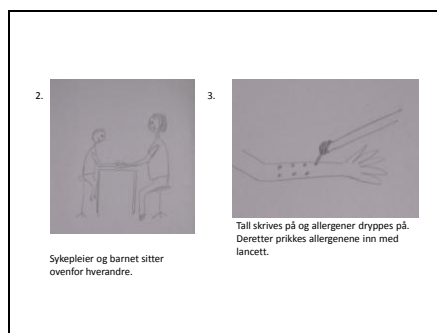 2.
3.
Sykepleier og barnet sitter
ovenfor hverandre.
Tall skrives på og allergener dryppes på.
Deretter prikkes allergenene inn med
lancett.